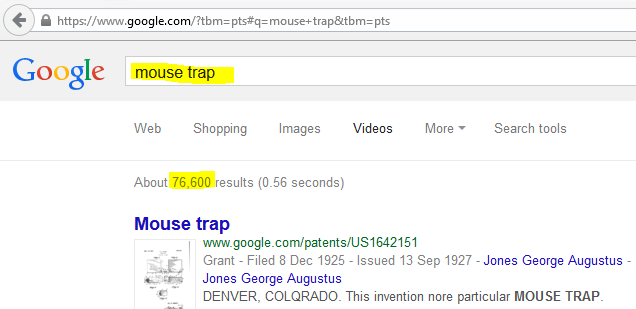 https://www.google.com/?tbm=pts#q=mouse+trap&tbm=pts
Google mouse trap
Web Shopping Images Videos More Search tools
About 76,600 results (0.56 seconds)
Mouse trap
www.google.com/patents/US1642151
Grant - Filed 8 Dec 1925 - Issued 13 Sep 1927 - Jones George Augustus -
Jones George Augustus
DENVER, COLQRADO. This invention nore particular MOUSE TRAP.